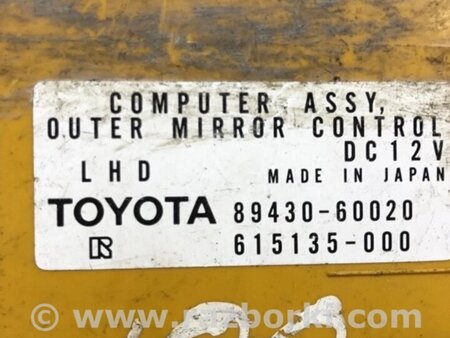 COMPUTER ASSY,
OUTER MIRROR CONTROL
DC12V
LHD
MADE IN JAPAN
TOYOTA 89430-60020
R 615135-000